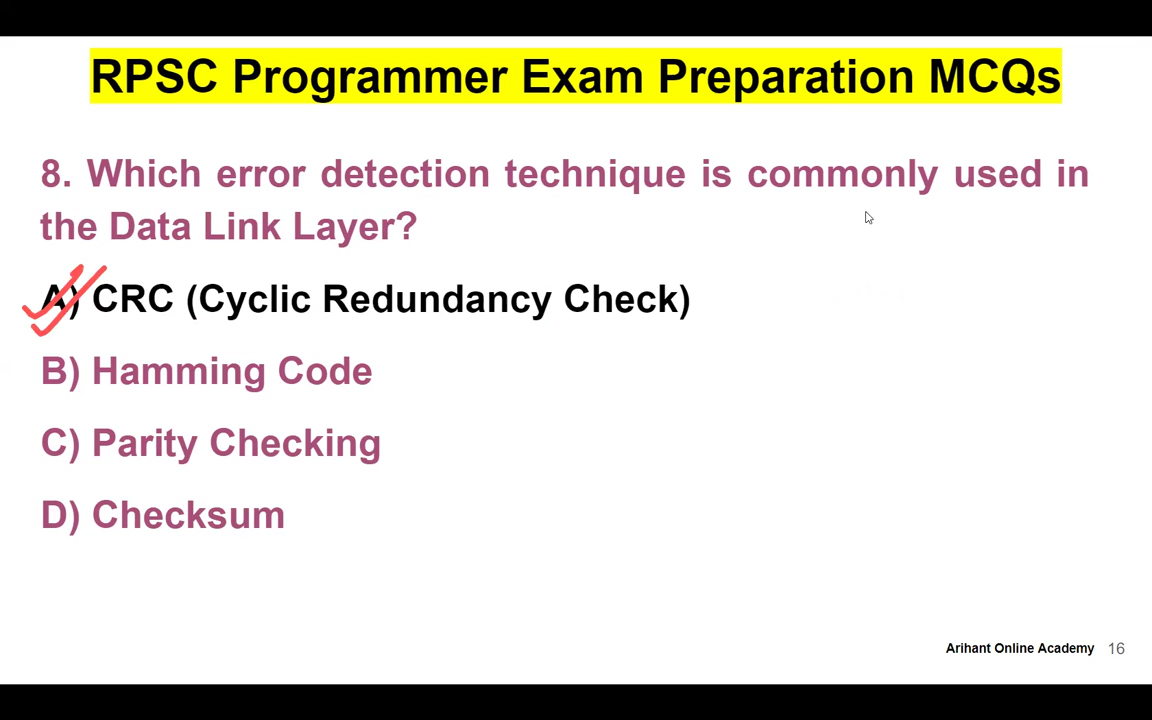 RPSC Programmer Exam Preparation MCQs
8. Which error detection technique is commonly used in
the Data Link Layer?
A) CRC (Cyclic Redundancy Check)
B) Hamming Code
C) Parity Checking
D) Checksum
Arihant Online Academy 16